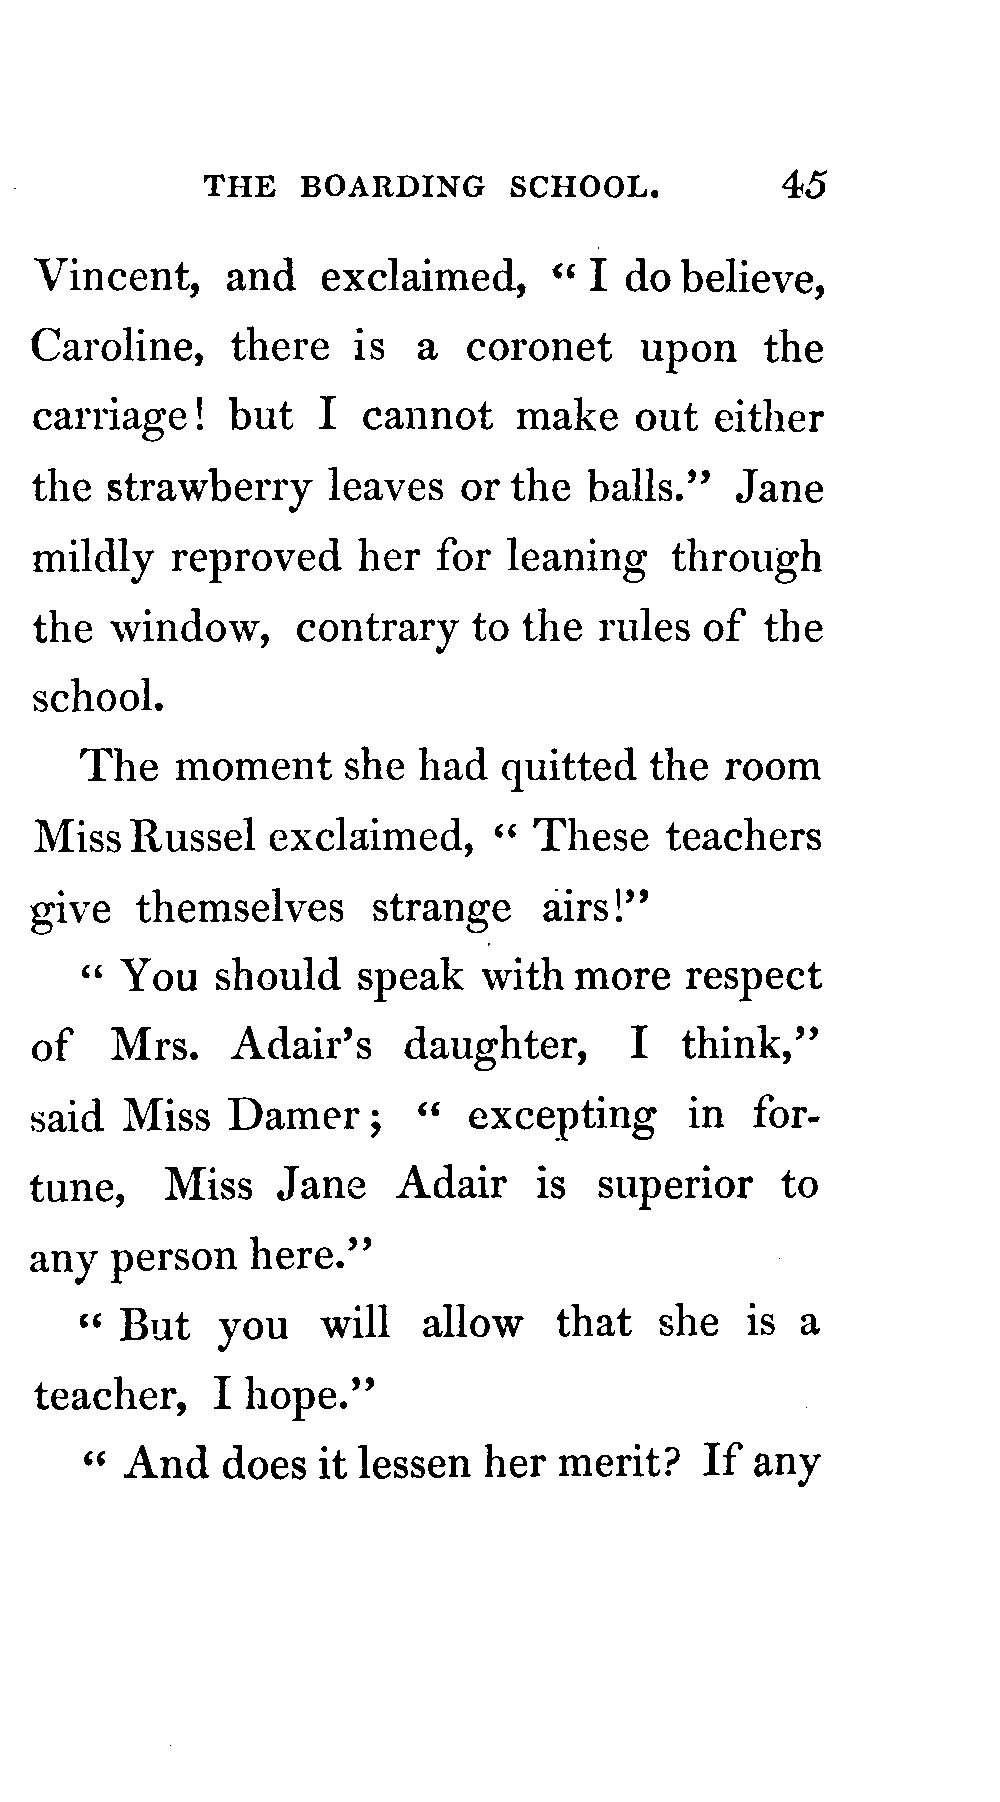 THE BOARDING SCHOOL. 45
Vincent, and exclaimed, “ I do believe,
Caroline, there is a coronet upon the
carriage! but I cannot make out either
the strawberry leaves or the balls.” Jane
mildly reproved her for leaning through
the window, contrary to the rules of the
school.
The moment she had quitted the room
Miss Russel exclaimed, “ These teachers
give themselves strange airs!”
“ You should speak with more respect
of Mrs. Adair’s daughter, I think,”
said Miss Damer; “ excepting in for-
tune, Miss Jane Adair is superior to
any person here.”
“ But you will allow that she is a
teacher, I hope.”
“ And does it lessen her merit? If any